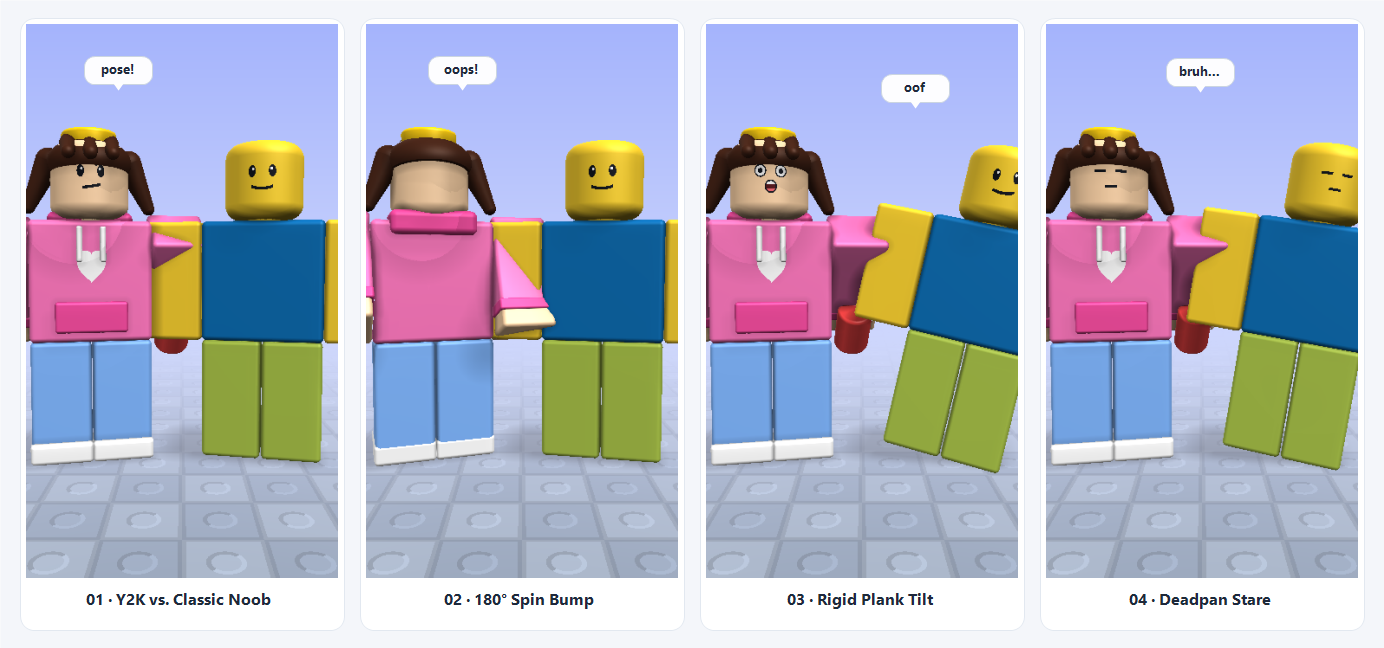 pose!
oops!
oof
bruh...
01 · Y2K vs. Classic Noob
02 · 180° Spin Bump
03 · Rigid Plank Tilt
04 · Deadpan Stare